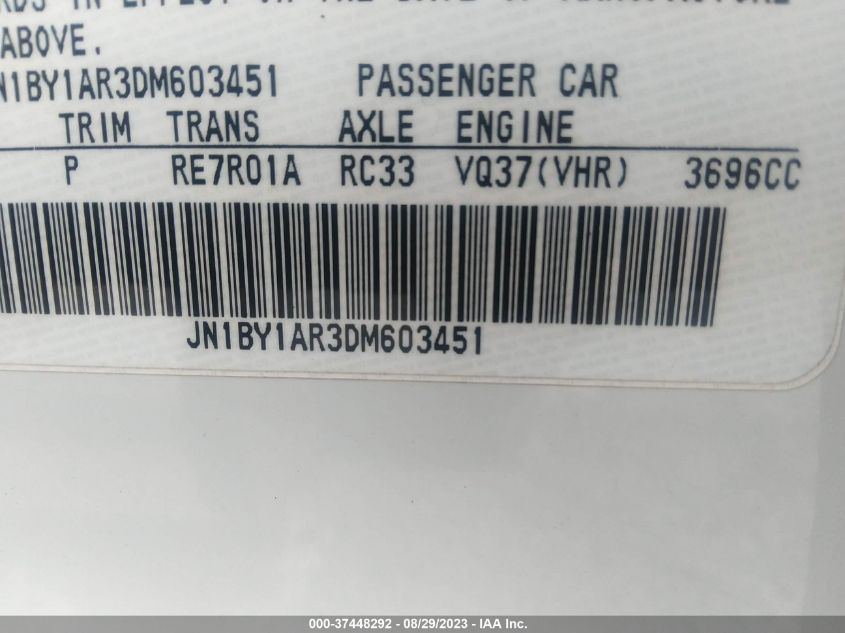 ABOVE.
N1BY1AR3DM603451 PASSENGER CAR
TRIM TRANS AXLE ENGINE
P RE7R01A RC33 VQ37(VHR) 3696CC
JN1BY1AR3DM603451
000-37448292 - 08/29/2023 - IAA Inc.